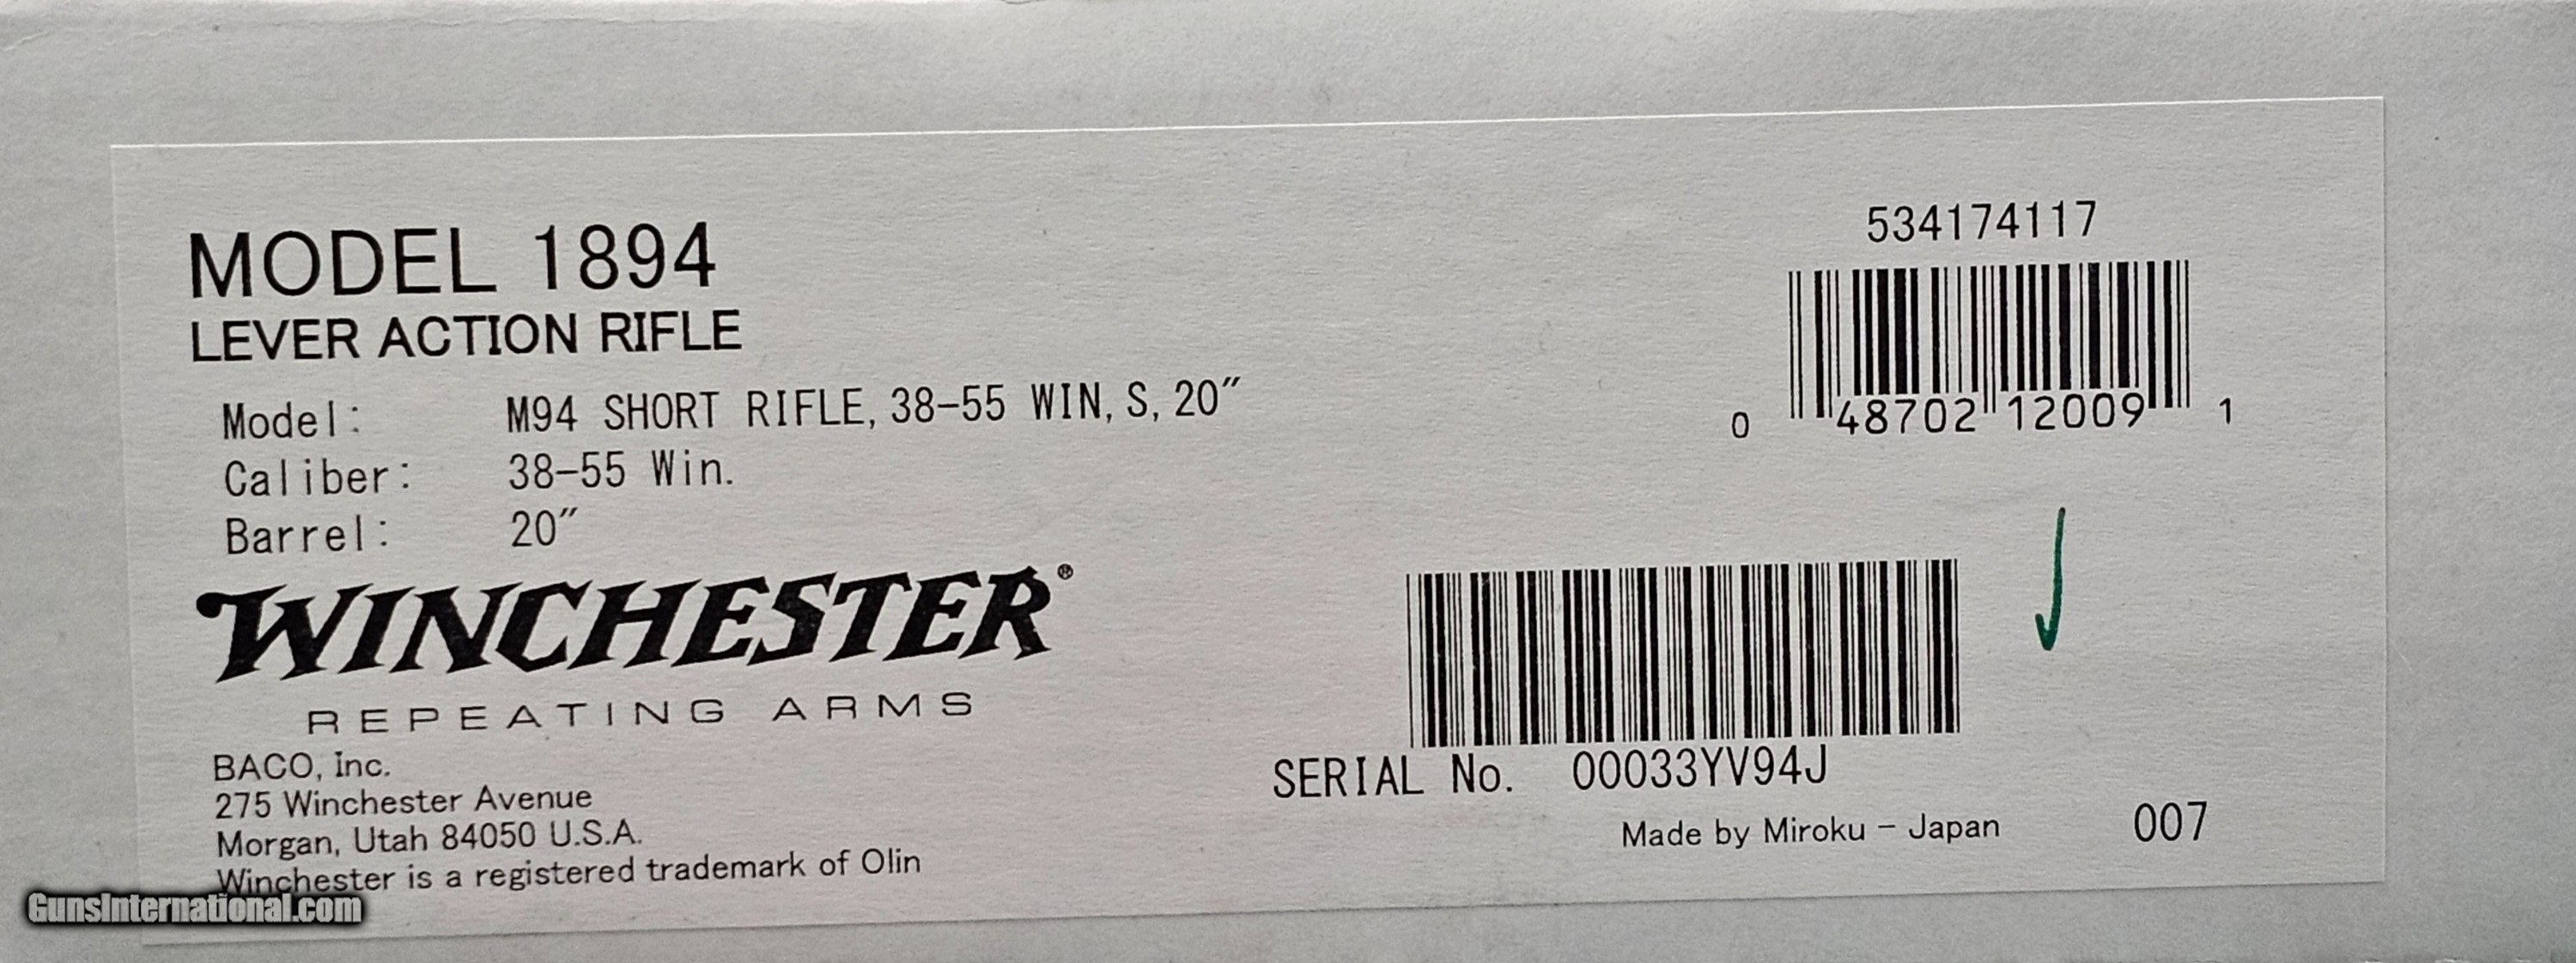 MODEL 1894
LEVER ACTION RIFLE
Model: M94 SHORT RIFLE, 38-55 WIN, S, 20″
Caliber: 38-55 Win.
Barrel: 20″
WINCHESTER®
REPEATING ARMS
BACO, Inc.
275 Winchester Avenue
Morgan, Utah 84050 U.S.A.
Winchester is a registered trademark of Olin
534174117
0 48702 12009 1
SERIAL No. 00033YV94J
Made by Miroku - Japan 007
GunsInternational.com